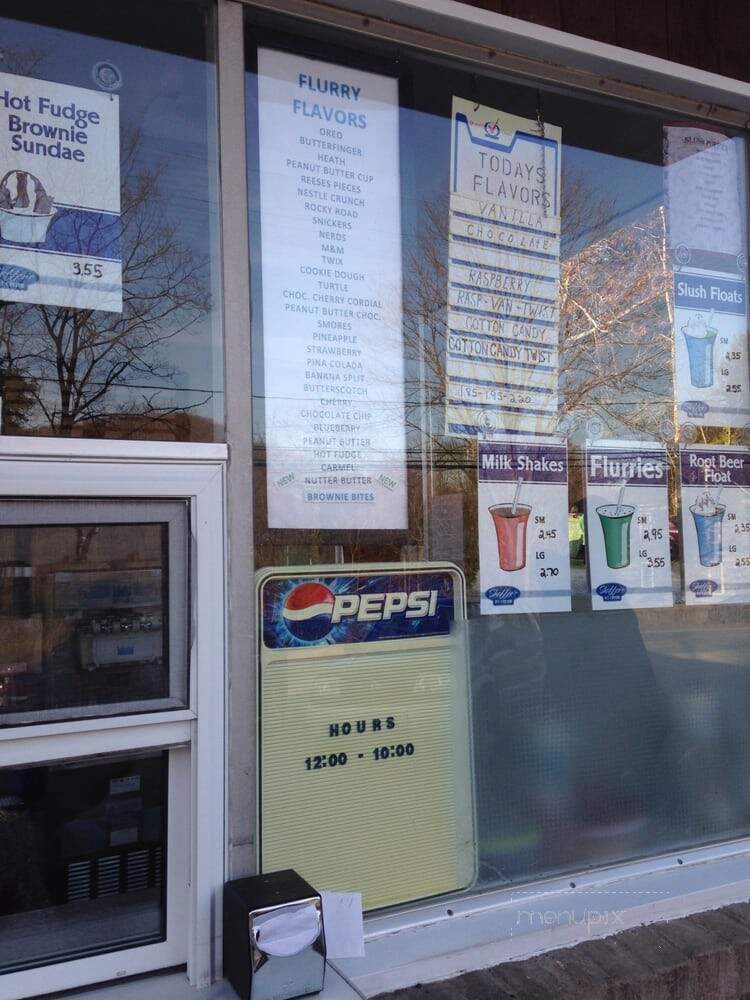 Hot Fudge
Brownie
Sundae
3.55
FLURRY
FLAVORS
OREO
BUTTERFINGER
HEATH
PEANUT BUTTER CUP
REESES PIECES
NESTLE CRUNCH
ROCKY ROAD
SNICKERS
NERDS
M&M
TWIX
COOKIE DOUGH
TURTLE
CHOC. CHERRY CORDIAL
PEANUT BUTTER CHOC.
SMORES
PINEAPPLE
STRAWBERRY
PINA COLADA
BANANA SPLIT
BUTTERSCOTCH
CHERRY
CHOCOLATE CHIP
BLUEBERRY
PEANUT BUTTER
HOT FUDGE
CARMEL
NUTTER BUTTER
NEW NEW
BROWNIE BITES
TODAYS
FLAVORS
VANILLA
CHOCOLATE
RASPBERRY
RASP-VAN-TWIST
COTTON CANDY
COTTON CANDY TWIST
185-195-220
Slush Floats
SM
LG
2.55
Milk Shakes
SM
2.45
LG
2.70
Flurries
SM
2.95
LG
3.55
Root Beer
Float
SM
2.35
LG
2.55
PEPSI
HOURS
12:00 - 10:00
menupix